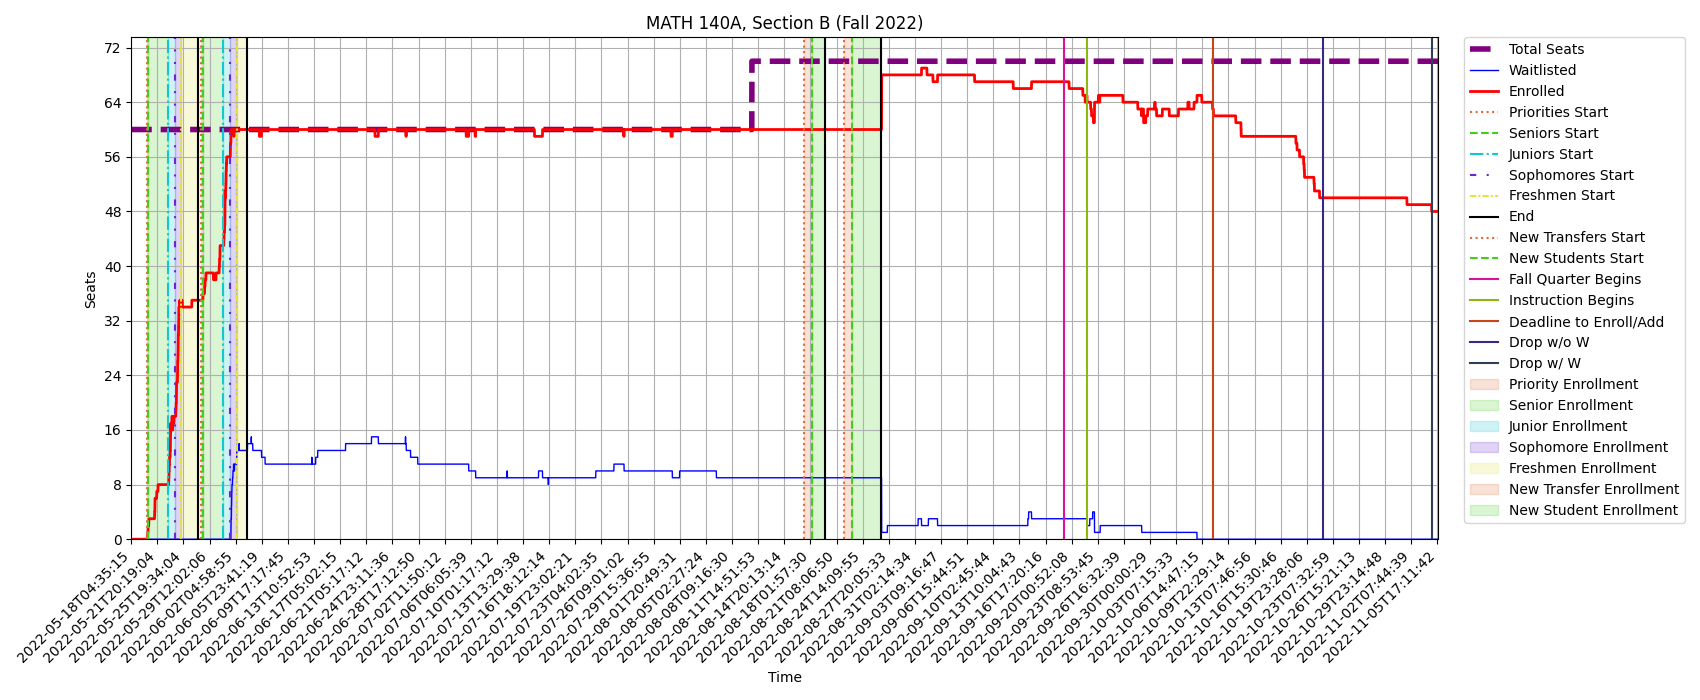 MATH 140A, Section B (Fall 2022)
Seats
72
64
56
48
40
32
24
16
8
0
2022-05-18T04:35:15
2022-05-21T20:19:04
2022-05-25T19:34:04
2022-05-29T12:02:06
2022-06-02T04:58:55
2022-06-05T23:41:19
2022-06-09T17:17:45
2022-06-13T10:52:53
2022-06-17T05:02:15
2022-06-21T05:17:12
2022-06-24T23:11:36
2022-06-28T17:12:50
2022-07-02T11:50:12
2022-07-06T06:05:39
2022-07-10T01:17:12
2022-07-13T13:29:38
2022-07-16T18:12:14
2022-07-19T23:02:21
2022-07-23T04:02:35
2022-07-26T09:01:02
2022-07-29T15:36:55
2022-08-01T20:49:31
2022-08-05T02:27:24
2022-08-08T09:16:30
2022-08-11T14:51:53
2022-08-14T20:13:14
2022-08-18T01:57:30
2022-08-21T08:06:50
2022-08-24T14:09:55
2022-08-27T20:05:33
2022-08-31T02:14:34
2022-09-03T09:16:47
2022-09-06T15:44:51
2022-09-10T02:45:44
2022-09-13T11:04:43
2022-09-16T17:20:16
2022-09-20T00:52:08
2022-09-23T08:53:45
2022-09-26T16:32:39
2022-09-30T00:00:29
2022-10-03T07:15:33
2022-10-06T14:47:15
2022-10-09T22:29:14
2022-10-13T07:46:56
2022-10-16T15:30:46
2022-10-19T23:28:06
2022-10-23T07:32:59
2022-10-26T15:21:13
2022-10-29T23:14:48
2022-11-02T07:44:39
2022-11-05T17:11:42
Time
Total Seats
Waitlisted
Enrolled
Priorities Start
Seniors Start
Juniors Start
Sophomores Start
Freshmen Start
End
New Transfers Start
New Students Start
Fall Quarter Begins
Instruction Begins
Deadline to Enroll/Add
Drop w/o W
Drop w/ W
Priority Enrollment
Senior Enrollment
Junior Enrollment
Sophomore Enrollment
Freshmen Enrollment
New Transfer Enrollment
New Student Enrollment